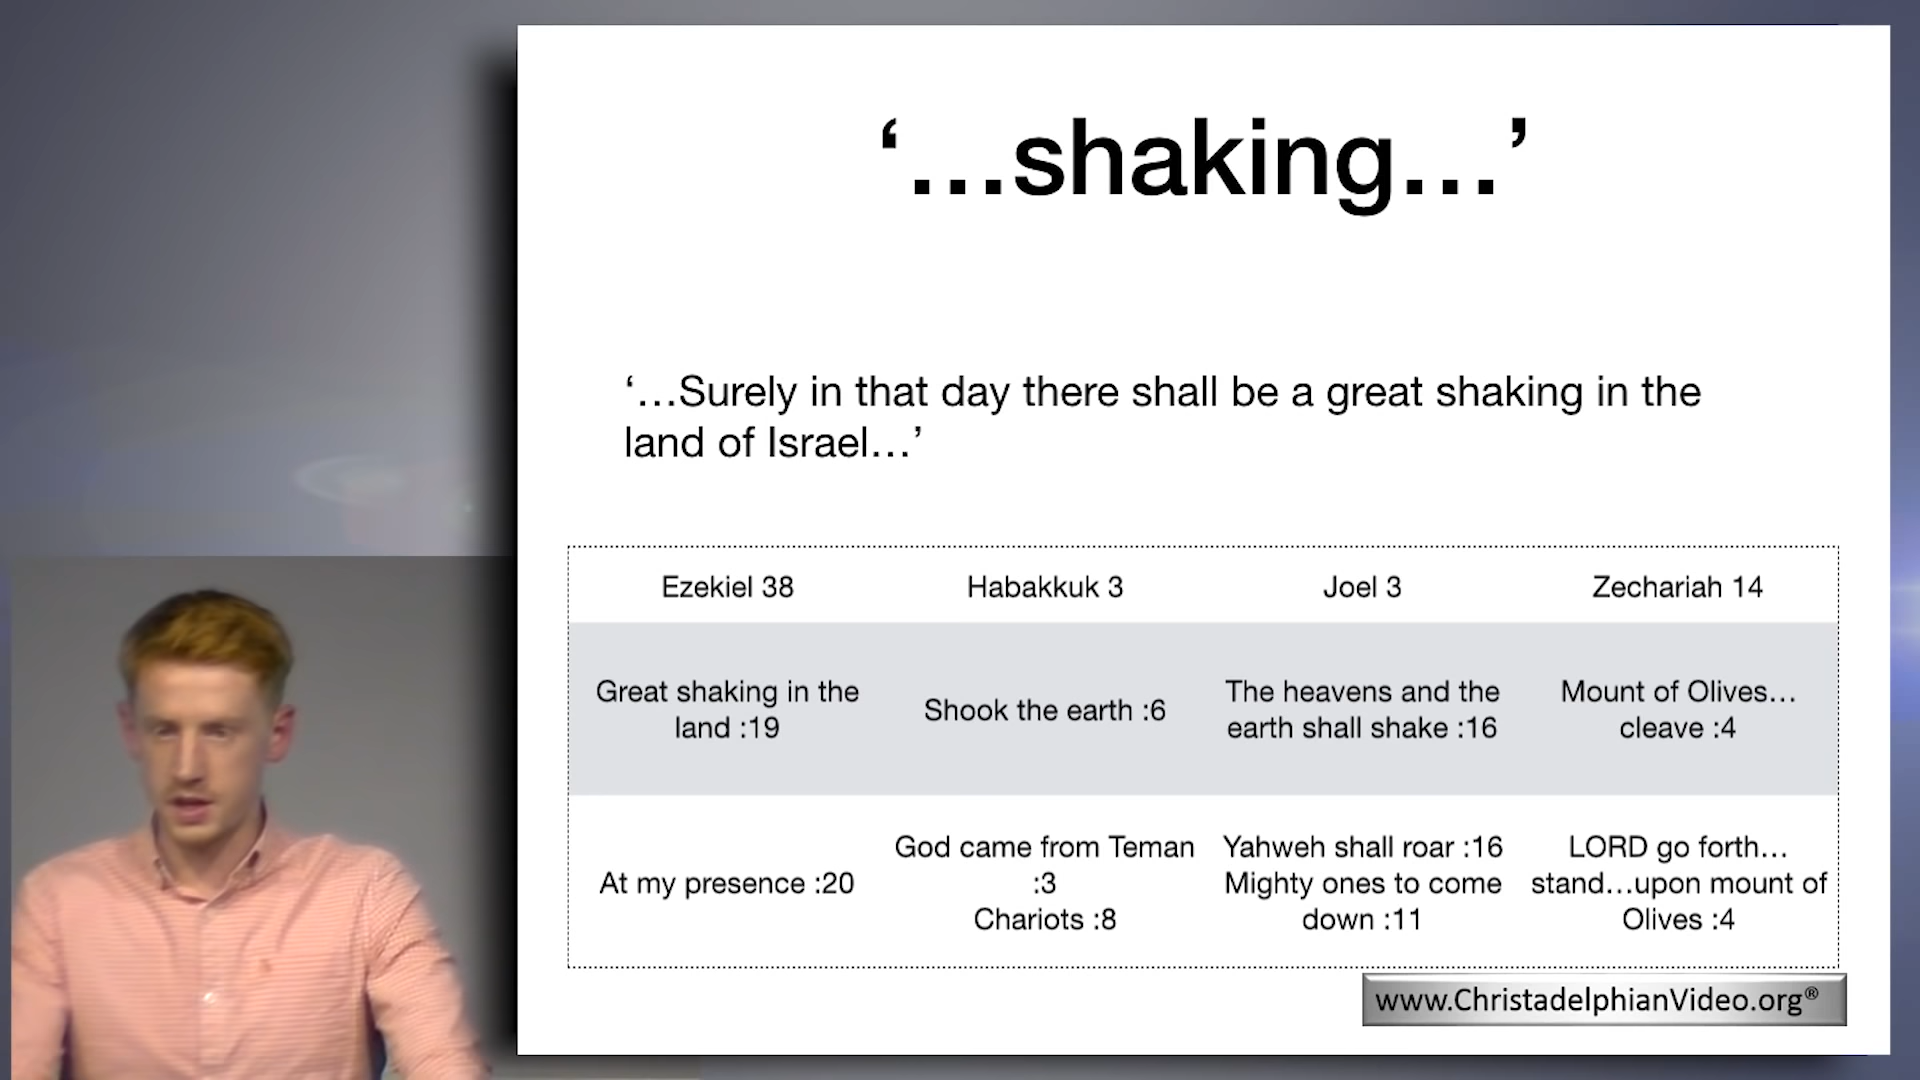 ‘...shaking...’
‘...Surely in that day there shall be a great shaking in the
land of Israel...’
Ezekiel 38 Habakkuk 3 Joel 3 Zechariah 14
Great shaking in the
land :19
Shook the earth :6
The heavens and the
earth shall shake :16
Mount of Olives...
cleave :4
At my presence :20
God came from Teman
:3
Chariots :8
Yahweh shall roar :16
Mighty ones to come
down :11
LORD go forth...
stand...upon mount of
Olives :4
www.ChristadelphianVideo.org®